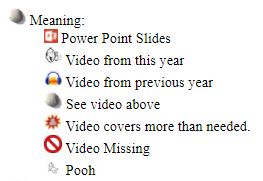 Meaning:
Power Point Slides
Video from this year
Video from previous year
See video above
Video covers more than needed.
Video Missing
Pooh